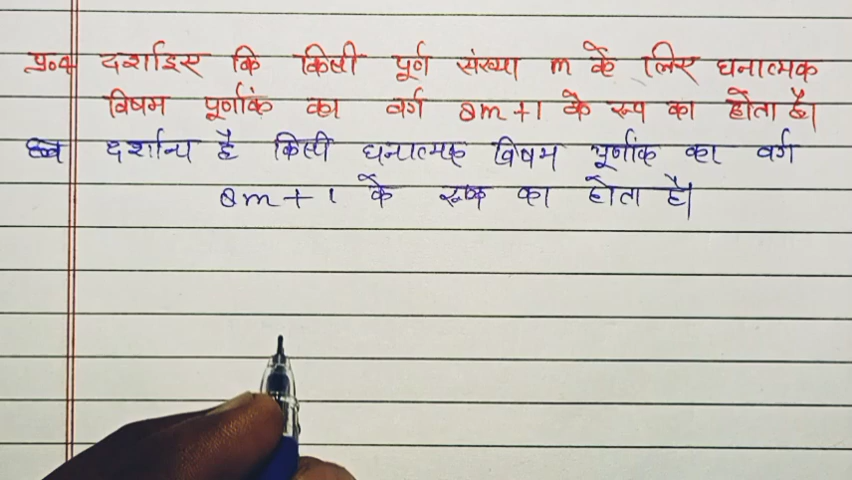 प्र०4 दर्शाइए कि किसी पूर्ण संख्या m के लिए धनात्मक
विषम पूर्णांक का वर्ग 8m+1 के रूप का होता है।
हल दर्शाना है किसी धनात्मक विषम पूर्णांक का वर्ग
8m+1 के रूप का होता है।